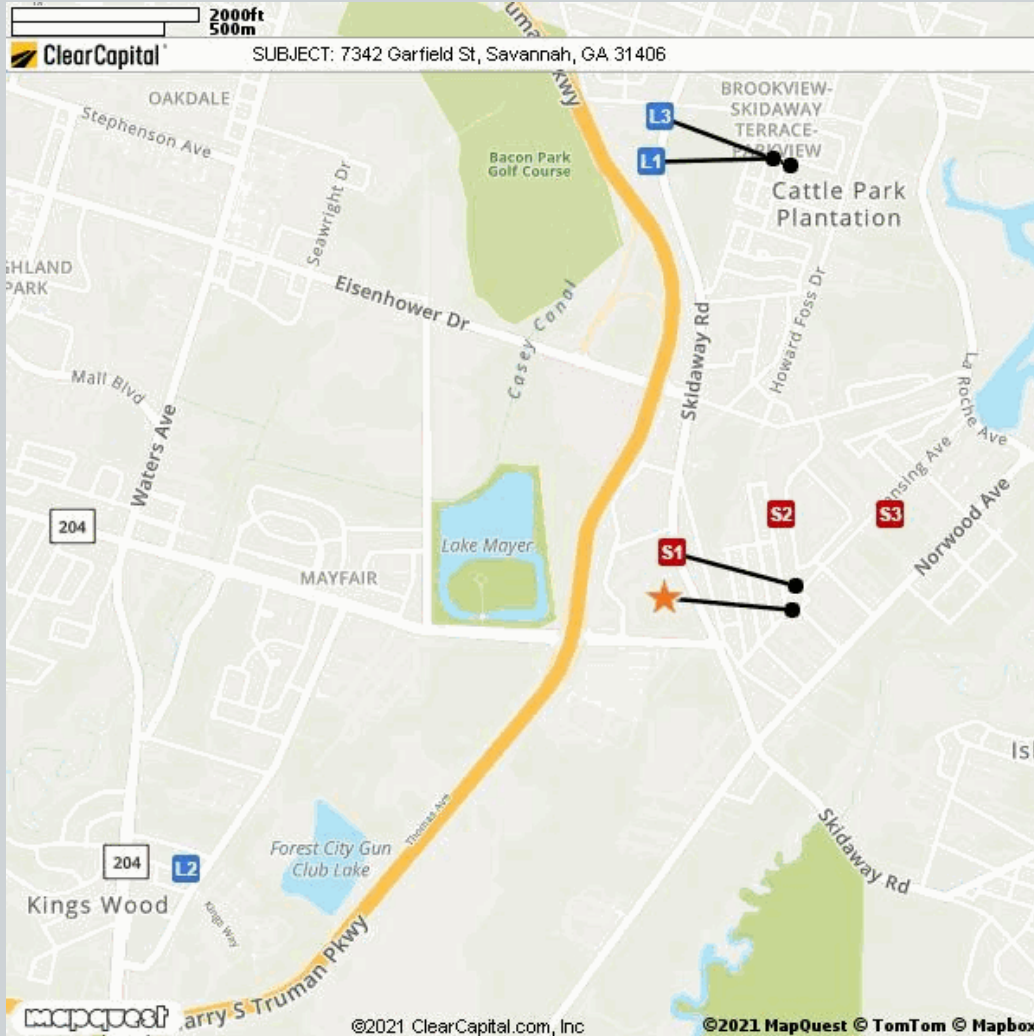 2000ft
500m
ClearCapital
SUBJECT: 7342 Garfield St, Savannah, GA 31406
OAKDALE
Stephenson Ave
Seawright Dr
Bacon Park
Golf Course
L3
L1
BROOKVIEW-
SKIDAWAY
TERRACE-
PARKVIEW
Cattle Park
Plantation
GHLAND
PARK
Eisenhower Dr
Casey Canal
Skidaway Rd
Howard Foss Dr
La Roche Ave
Mall Blvd
Waters Ave
ansing Ave
Norwood Ave
204
Lake Mayer
S1
S2
S3
MAYFAIR
Isl
Thomas Ave
Forest City Gun
Club Lake
Skidaway Rd
204
L2
Kings Wood
Kings Way
arry S Truman Pkwy
mapquest
©2021 ClearCapital.com, Inc
©2021 MapQuest © TomTom © Mapbox